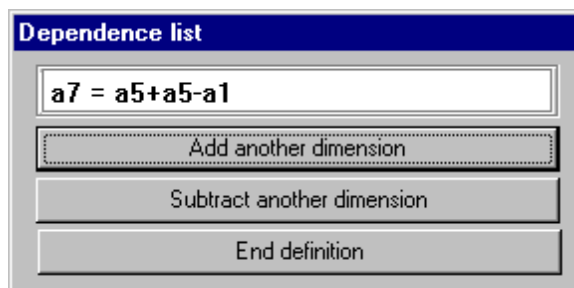 Dependence list
a7 = a5+a5-a1
Add another dimension
Subtract another dimension
End definition